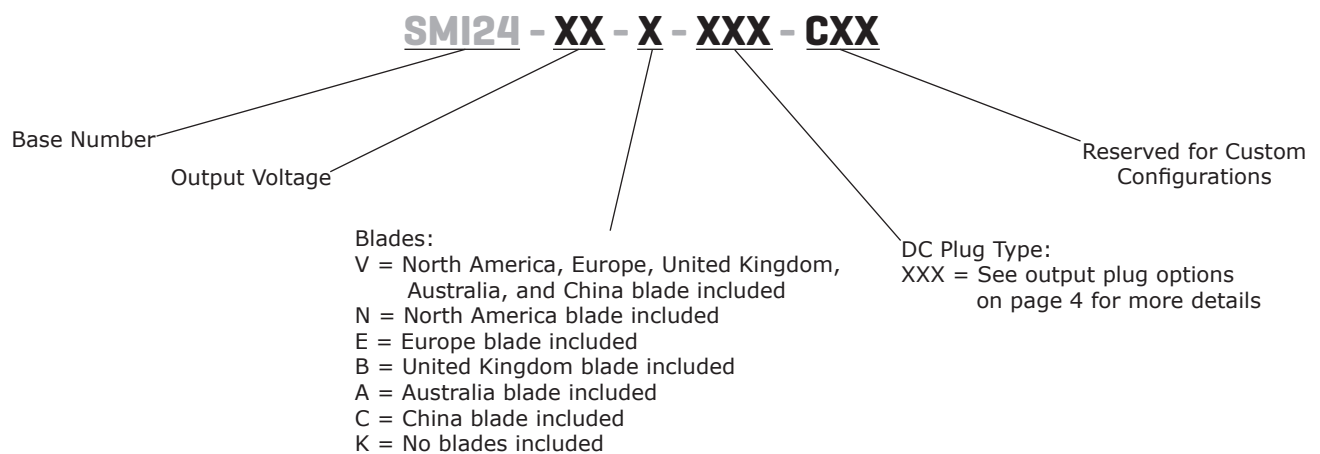 SMI24 - XX - X - XXX - CXX
Base Number
Output Voltage
Reserved for Custom
Configurations
Blades:
V = North America, Europe, United Kingdom,
Australia, and China blade included
N = North America blade included
E = Europe blade included
B = United Kingdom blade included
A = Australia blade included
C = China blade included
K = No blades included
DC Plug Type:
XXX = See output plug options
on page 4 for more details